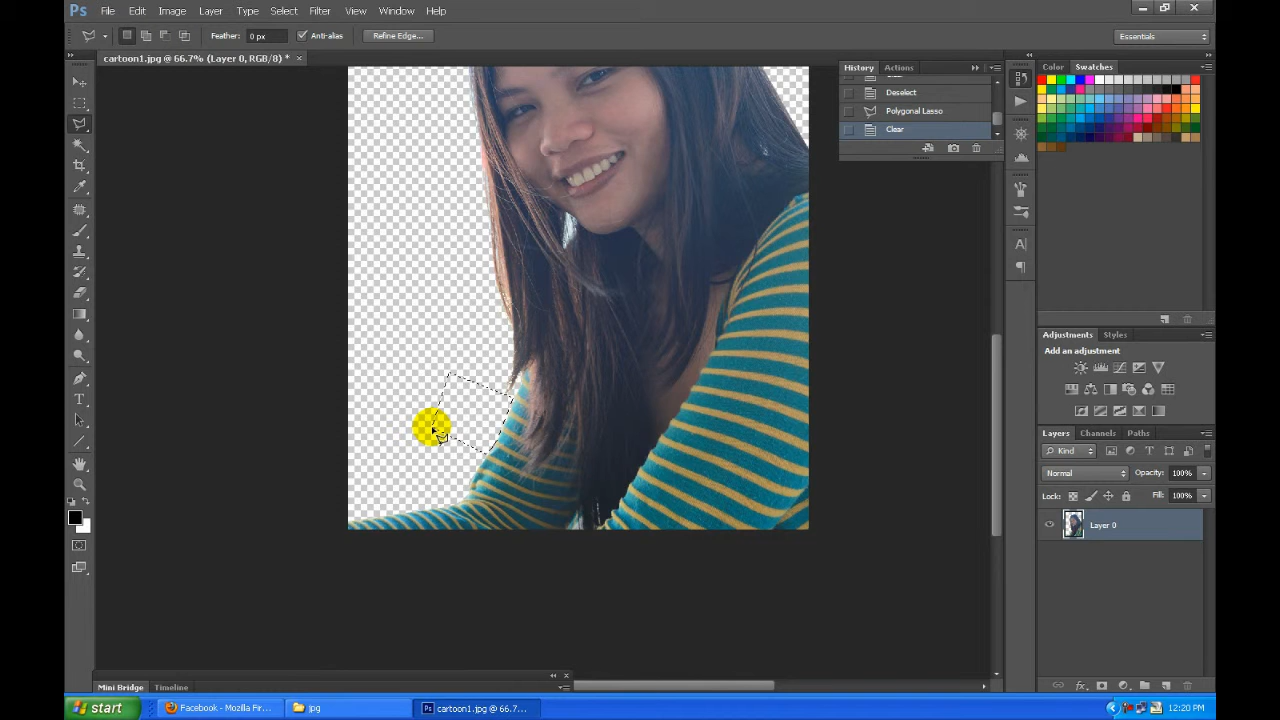 Ps File Edit Image Layer Type Select Filter View Window Help
Feather: 0 px Anti-alias Refine Edge... Essentials
cartoon1.jpg @ 66.7% (Layer 0, RGB/8) * ×
History Actions
Color Swatches
Deselect
Polygonal Lasso
Clear
Adjustments Styles
Add an adjustment
Layers Channels Paths
Kind
Normal Opacity: 100%
Lock: Fill: 100%
Layer 0
Mini Bridge Timeline
start Facebook - Mozilla Fir... jpg Ps cartoon1.jpg @ 66.7... 12:20 PM